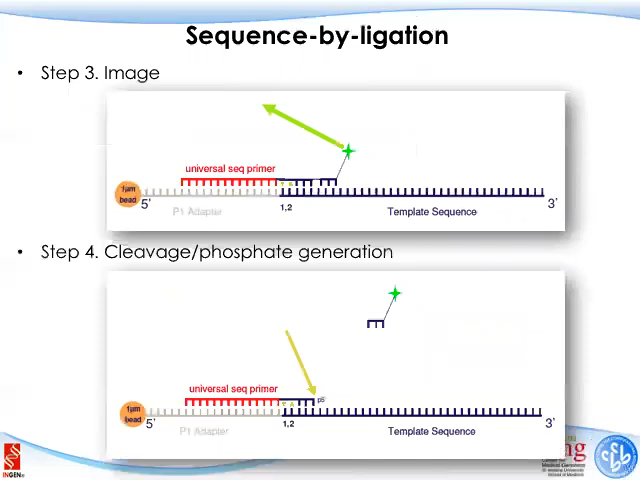 Sequence-by-ligation
• Step 3. Image
universal seq primer
1µm
bead
5'
P1 Adapter
1,2
Template Sequence
3'
• Step 4. Cleavage/phosphate generation
universal seq primer
p5'
1µm
bead
5'
P1 Adapter
1,2
Template Sequence
3'
INGEN